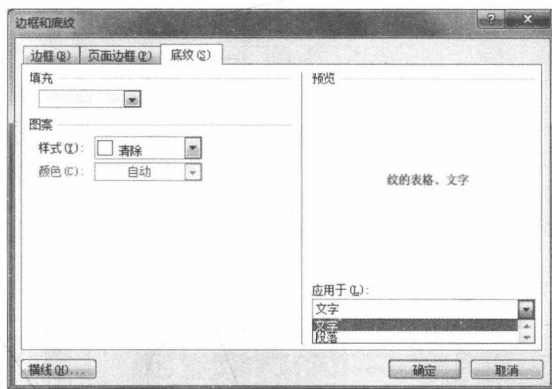 边框和底纹
边框(B) 页面边框(P) 底纹(S)
填充
图案
样式(Y): 清除
颜色(C): 自动
预览
纹的表格、文字
应用于(L):
文字
文字
段落
横线(H)...
确定 取消